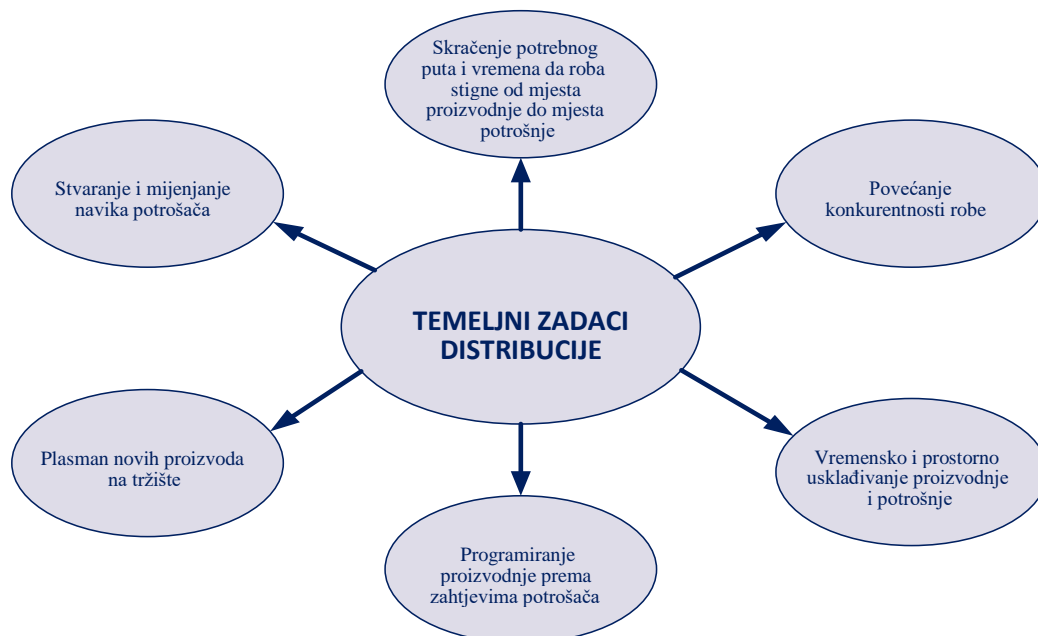 Skračenje potrebnog
puta i vremena da roba
stigne od mjesta
proizvodnje do mjesta
potrošnje
Stvaranje i mijenjanje
navika potrošača
Povećanje
konkurentnosti robe
TEMELJNI ZADACI
DISTRIBUCIJE
Plasman novih proizvoda
na tržište
Vremensko i prostorno
usklađivanje proizvodnje
i potrošnje
Programiranje
proizvodnje prema
zahtjevima potrošača